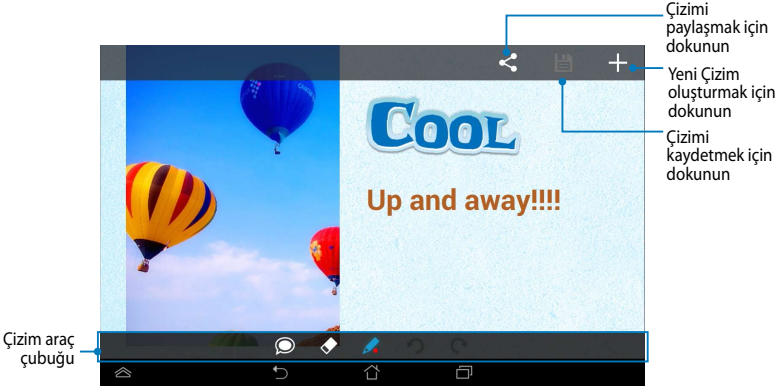 Çizimi
paylaşmak için
dokunun
Yeni Çizim
oluşturmak için
dokunun
Çizimi
kaydetmek için
dokunun
COOL
Up and away!!!!
Çizim araç
çubuğu